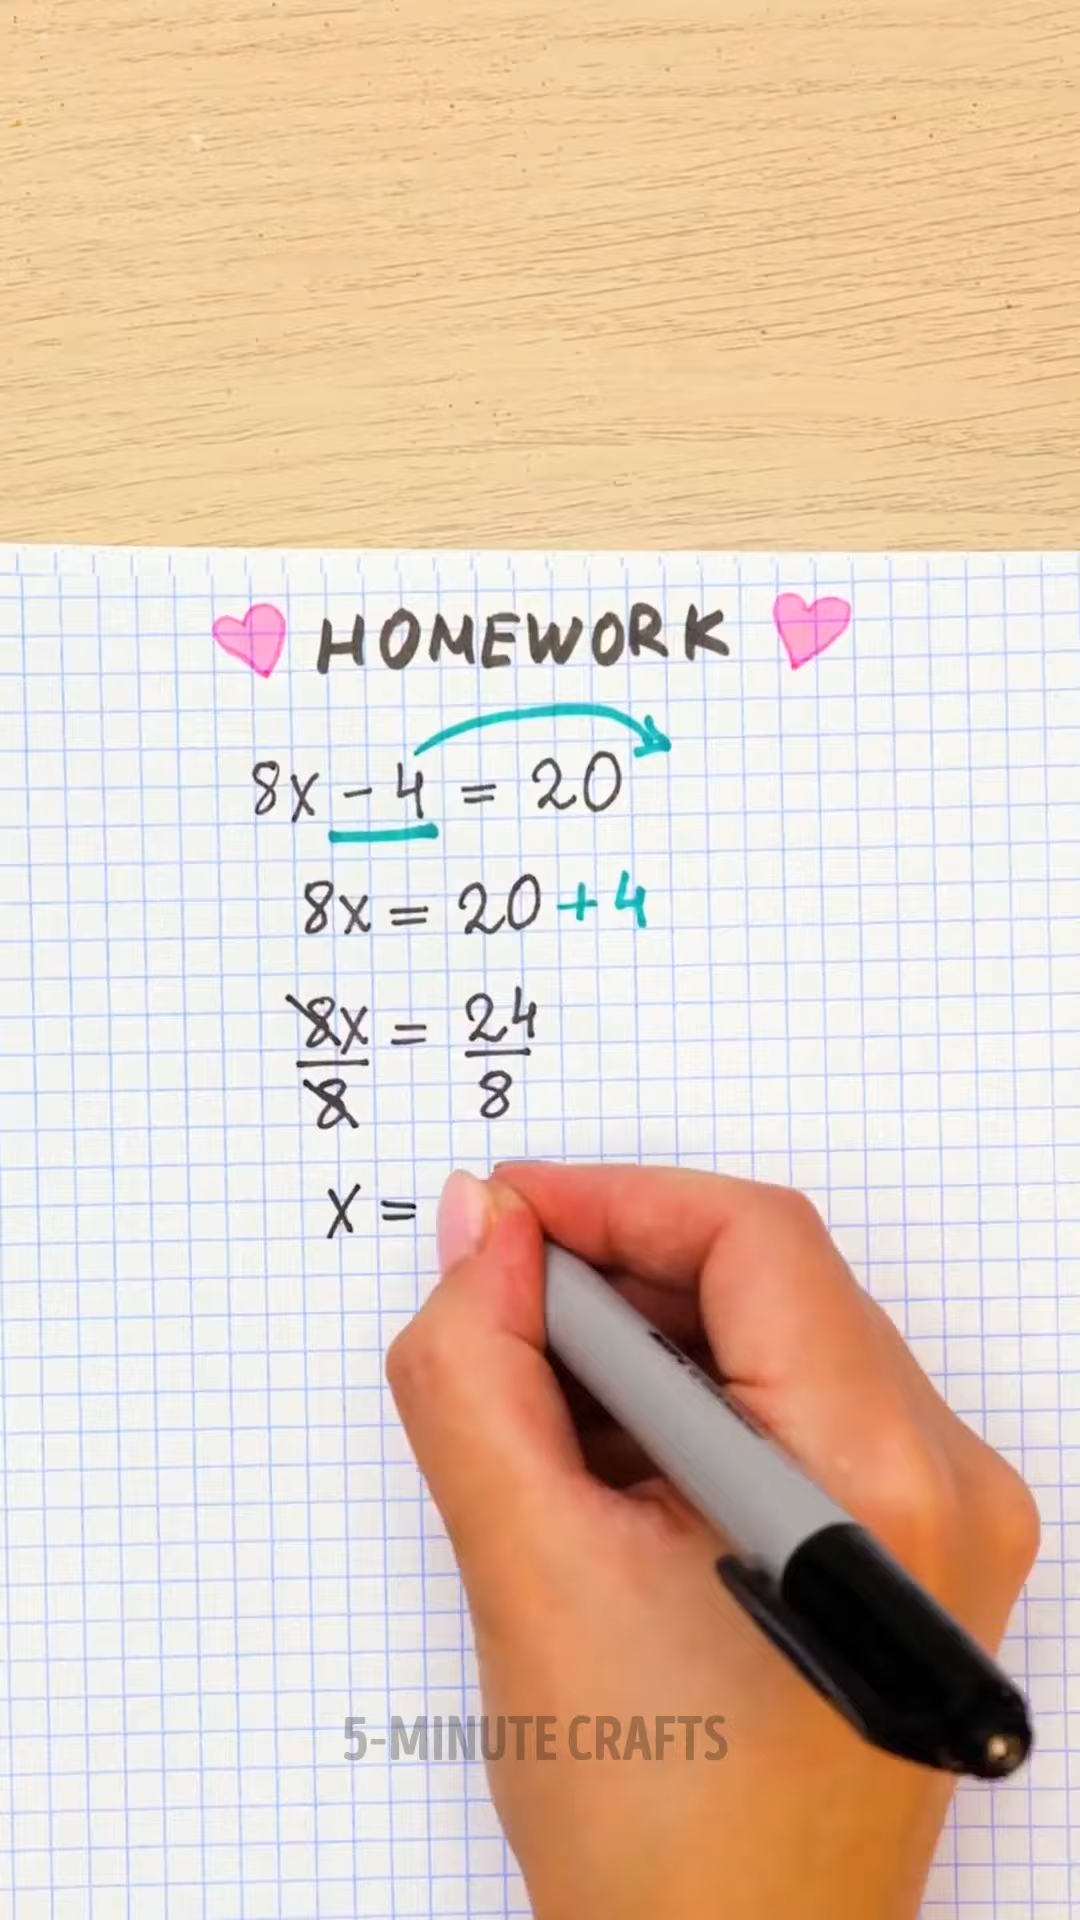 HOMEWORK
8x - 4 = 20
8x = 20 + 4
8x/8 = 24/8
x =
5-MINUTE CRAFTS